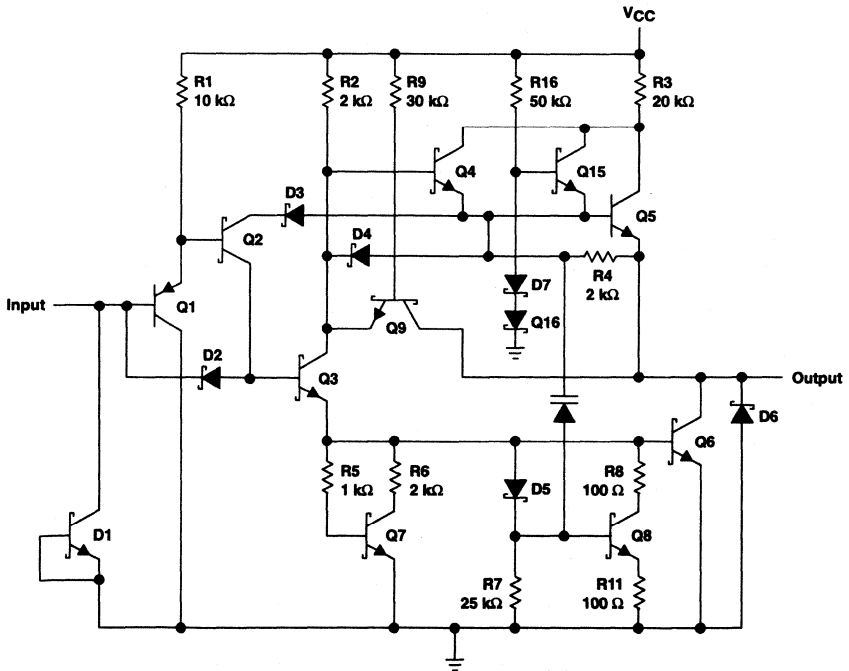 VCC
R1
10 kΩ
R2
2 kΩ
R9
30 kΩ
R16
50 kΩ
R3
20 kΩ
Q4
Q15
D3
Q5
Q2
D4
R4
2 kΩ
D7
Input
Q1
Q9
Q16
D2
Q3
Output
D6
Q6
R5
1 kΩ
R6
2 kΩ
D5
R8
100 Ω
D1
Q7
Q8
R7
25 kΩ
R11
100 Ω